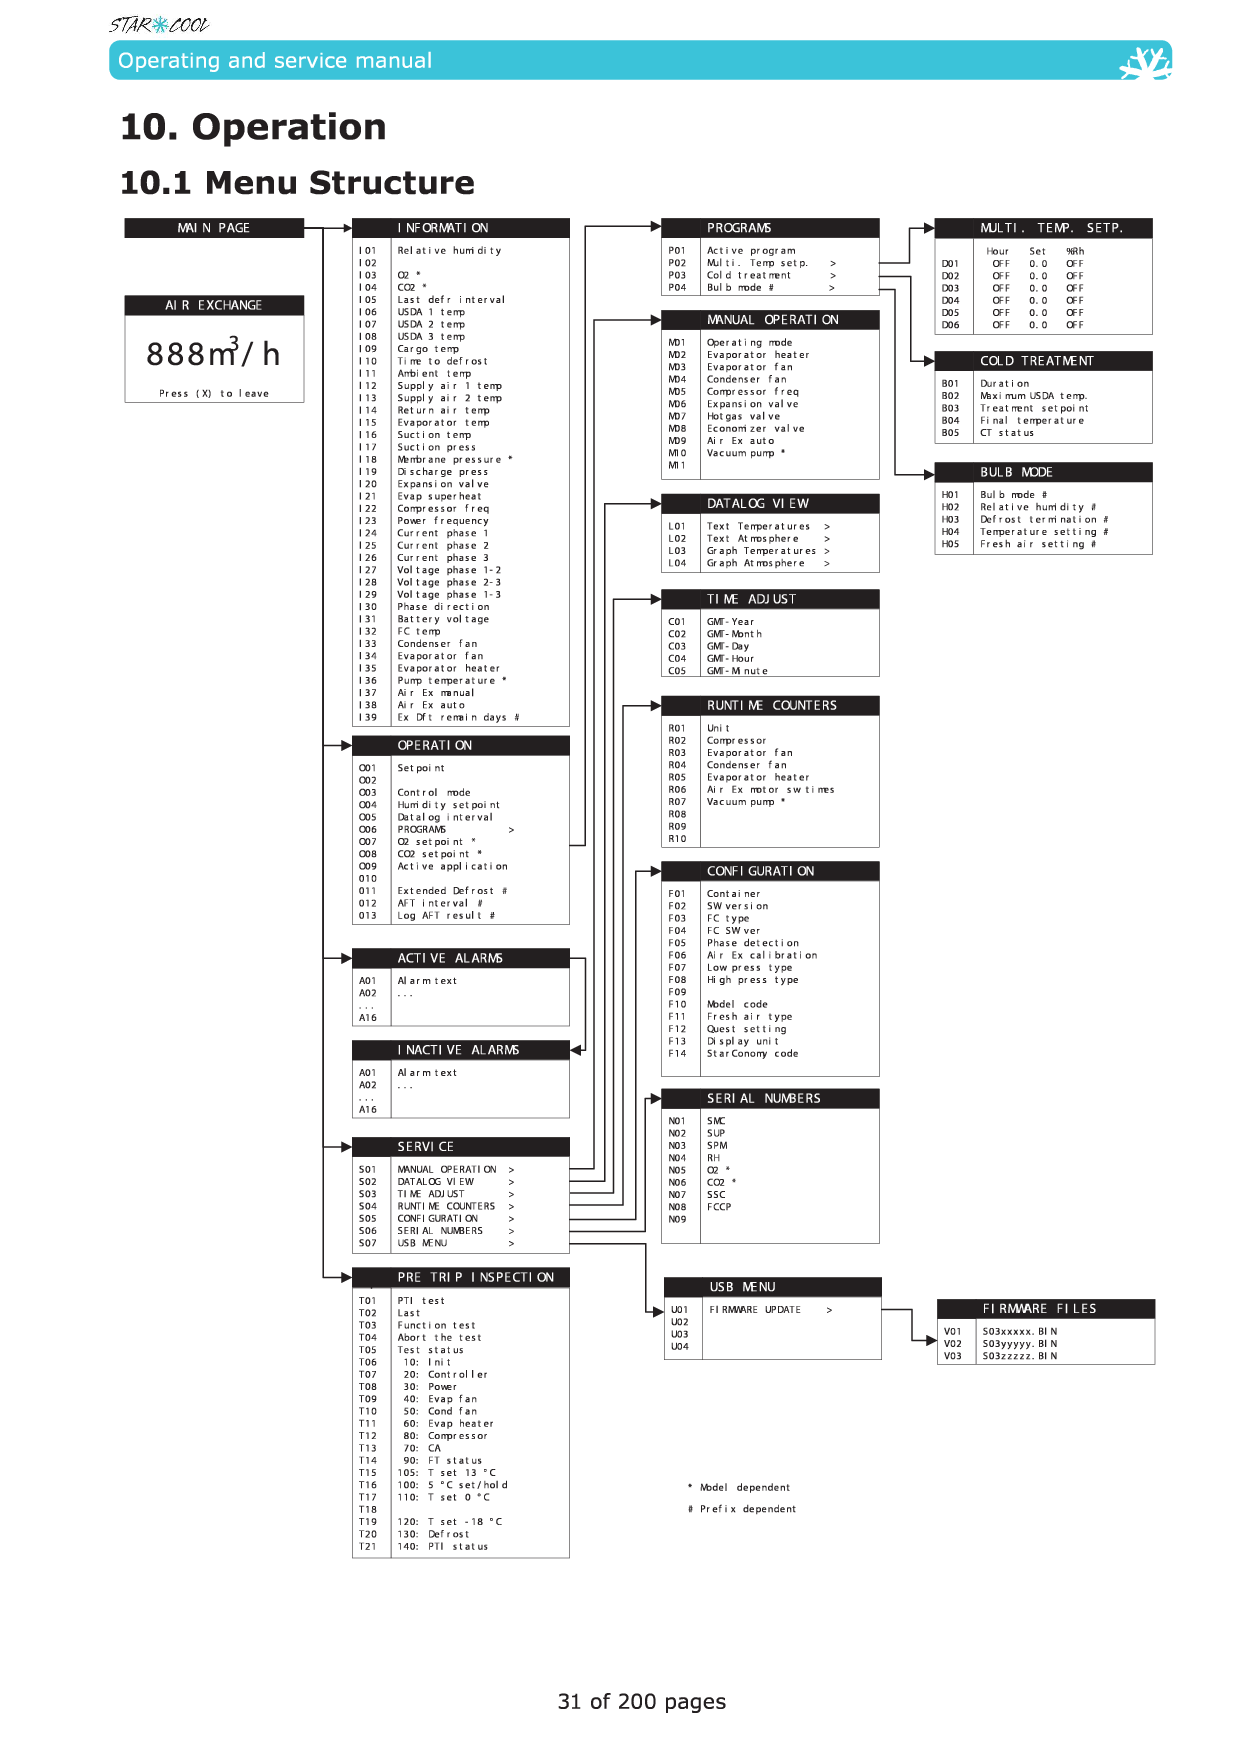 STAR COOL
Operating and service manual
10. Operation
10.1 Menu Structure
MAIN PAGE
AIR EXCHANGE
888m³/h
Press (X) to leave
INFORMATION
I01 Relative humidity
I02
I03 O2 *
I04 CO2 *
I05 Last defr interval
I06 USDA 1 temp
I07 USDA 2 temp
I08 USDA 3 temp
I09 Cargo temp
I10 Time to defrost
I11 Ambient temp
I12 Supply air 1 temp
I13 Supply air 2 temp
I14 Return air temp
I15 Evaporator temp
I16 Suction temp
I17 Suction press
I18 Membrane pressure *
I19 Discharge press
I20 Expansion valve
I21 Evap superheat
I22 Compressor freq
I23 Power frequency
I24 Current phase 1
I25 Current phase 2
I26 Current phase 3
I27 Voltage phase 1-2
I28 Voltage phase 2-3
I29 Voltage phase 1-3
I30 Phase direction
I31 Battery voltage
I32 FC temp
I33 Condenser fan
I34 Evaporator fan
I35 Evaporator heater
I36 Pump temperature *
I37 Air Ex manual
I38 Air Ex auto
I39 Ex Dft remain days #
OPERATION
O01 Setpoint
O02
O03 Control mode
O04 Humidity setpoint
O05 Datalog interval
O06 PROGRAMS >
O07 O2 setpoint *
O08 CO2 setpoint *
O09 Active application
010
011 Extended Defrost #
012 AFT interval #
013 Log AFT result #
ACTIVE ALARMS
A01 Alarm text
A02 ...
...
A16
INACTIVE ALARMS
A01 Alarm text
A02 ...
...
A16
SERVICE
S01 MANUAL OPERATION >
S02 DATALOG VIEW >
S03 TIME ADJUST >
S04 RUNTIME COUNTERS >
S05 CONFIGURATION >
S06 SERIAL NUMBERS >
S07 USB MENU >
PRE TRIP INSPECTION
T01 PTI test
T02 Last
T03 Function test
T04 Abort the test
T05 Test status
T06 10: Init
T07 20: Controller
T08 30: Power
T09 40: Evap fan
T10 50: Cond fan
T11 60: Evap heater
T12 80: Compressor
T13 70: CA
T14 90: FT status
T15 105: T set 13 °C
T16 100: 5 °C set/hold
T17 110: T set 0 °C
T18
T19 120: T set -18 °C
T20 130: Defrost
T21 140: PTI status
PROGRAMS
P01 Active program
P02 Multi. Temp setp. >
P03 Cold treatment >
P04 Bulb mode # >
MANUAL OPERATION
M01 Operating mode
M02 Evaporator heater
M03 Evaporator fan
M04 Condenser fan
M05 Compressor freq
M06 Expansion valve
M07 Hotgas valve
M08 Economizer valve
M09 Air Ex auto
M10 Vacuum pump *
M11
DATALOG VIEW
L01 Text Temperatures >
L02 Text Atmosphere >
L03 Graph Temperatures >
L04 Graph Atmosphere >
TIME ADJUST
C01 GMT-Year
C02 GMT-Month
C03 GMT-Day
C04 GMT-Hour
C05 GMT-Minute
RUNTIME COUNTERS
R01 Unit
R02 Compressor
R03 Evaporator fan
R04 Condenser fan
R05 Evaporator heater
R06 Air Ex motor sw times
R07 Vacuum pump *
R08
R09
R10
CONFIGURATION
F01 Container
F02 SW version
F03 FC type
F04 FC SW ver
F05 Phase detection
F06 Air Ex calibration
F07 Low press type
F08 High press type
F09
F10 Model code
F11 Fresh air type
F12 Quest setting
F13 Display unit
F14 StarConomy code
SERIAL NUMBERS
N01 SMC
N02 SUP
N03 SPM
N04 RH
N05 O2 *
N06 CO2 *
N07 SSC
N08 FCCP
N09
USB MENU
U01 FIRMWARE UPDATE >
U02
U03
U04
* Model dependent
# Prefix dependent
MULTI. TEMP. SETP.
Hour Set %Rh
D01 OFF 0.0 OFF
D02 OFF 0.0 OFF
D03 OFF 0.0 OFF
D04 OFF 0.0 OFF
D05 OFF 0.0 OFF
D06 OFF 0.0 OFF
COLD TREATMENT
B01 Duration
B02 Maximum USDA temp.
B03 Treatment setpoint
B04 Final temperature
B05 CT status
BULB MODE
H01 Bulb mode #
H02 Relative humidity #
H03 Defrost termination #
H04 Temperature setting #
H05 Fresh air setting #
FIRMWARE FILES
V01 S03xxxxx.BIN
V02 S03yyyyy.BIN
V03 S03zzzzz.BIN
31 of 200 pages